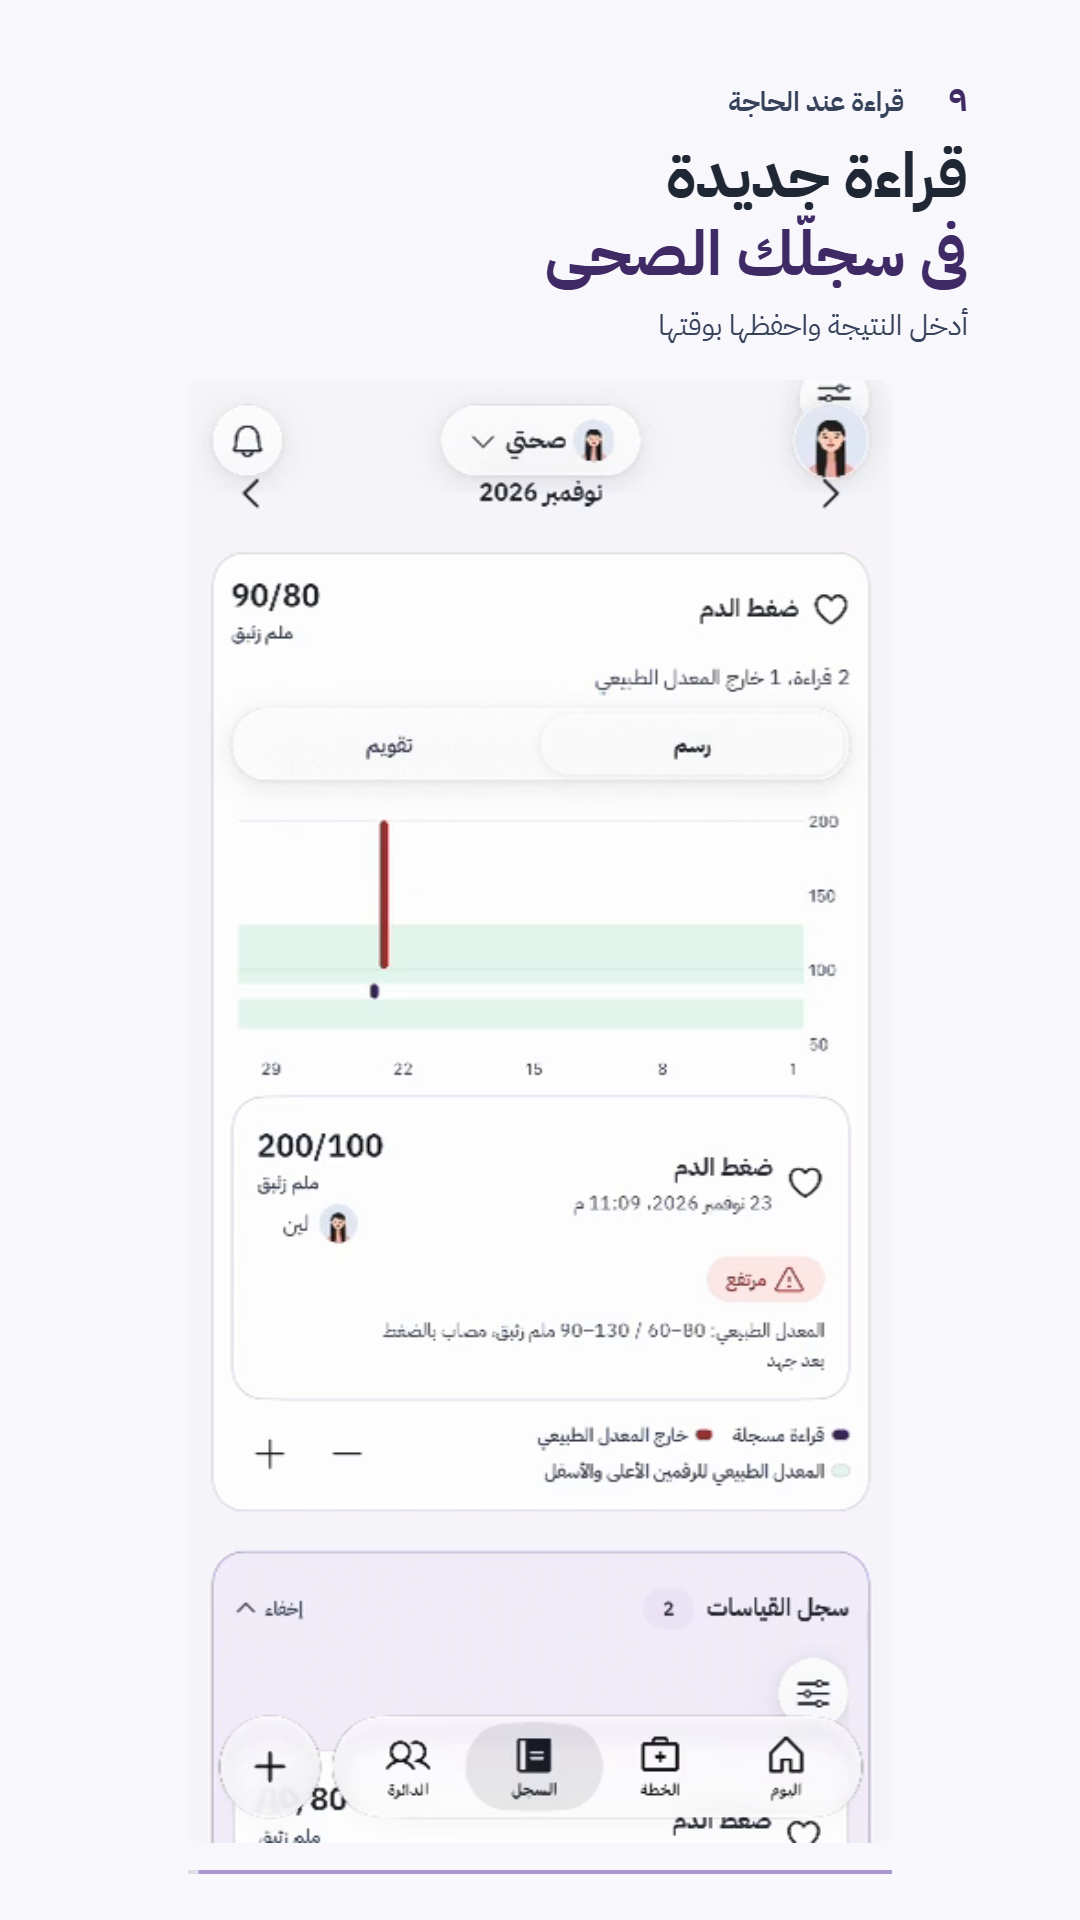 ٩ قراءة عند الحاجة
قراءة جديدة
فى سجلّك الصحى
أدخل النتيجة واحفظها بوقتها
صحتي
نوفمبر 2026
ضغط الدم
90/80
ملم زئبق
2 قراءة، 1 خارج المعدل الطبيعي
رسم
تقويم
200
150
100
50
1 8 15 22 29
ضغط الدم
200/100
23 نوفمبر 2026، 11:09 م
ملم زئبق
لين
مرتفع
المعدل الطبيعي: 80–60 / 130–90 ملم زئبق، مصاب بالضغط
بعد جهد
قراءة مسجلة خارج المعدل الطبيعي
المعدل الطبيعي للرقمين الأعلى والأسفل
سجل القياسات 2
إخفاء
اليوم
الخطة
السجل
الدائرة
80
ضغط الدم
ملم زئبق